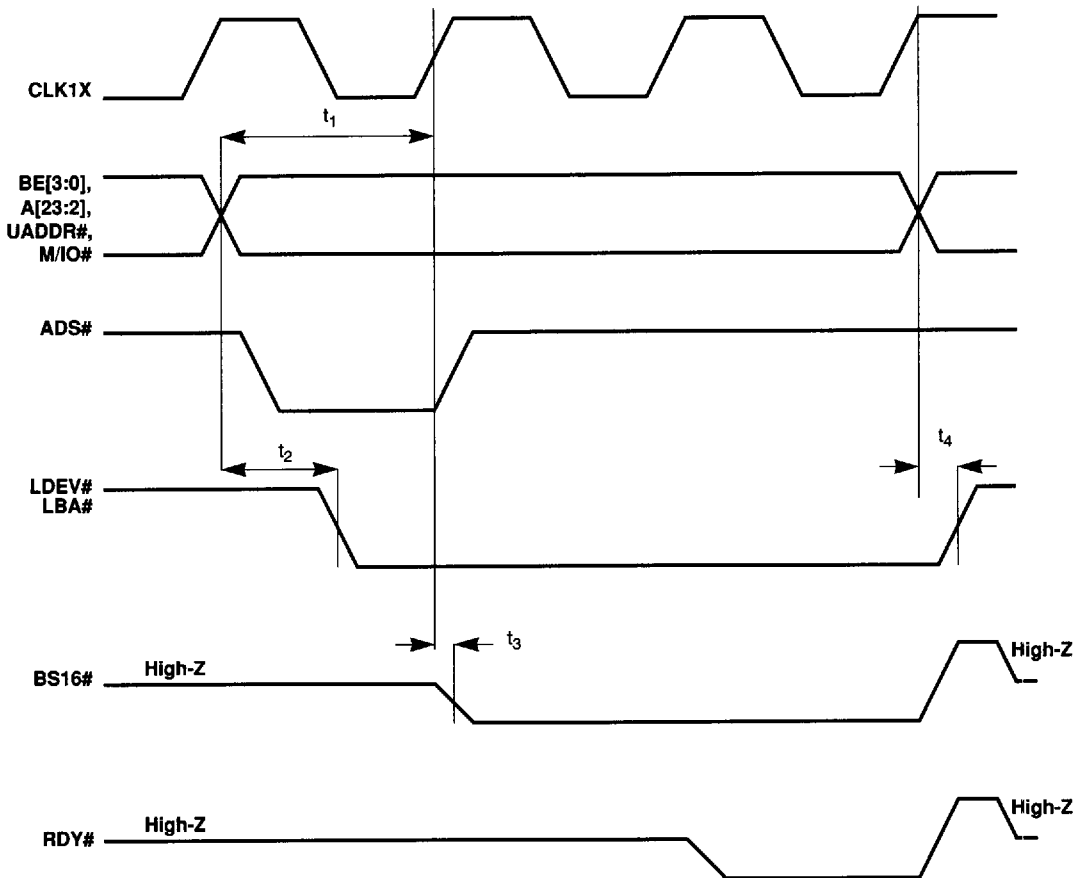 CLK1X
t1
BE[3:0],
A[23:2],
UADDR#,
M/IO#
ADS#
t2
t4
LDEV#
LBA#
t3
High-Z
High-Z
BS16#
High-Z
High-Z
RDY#